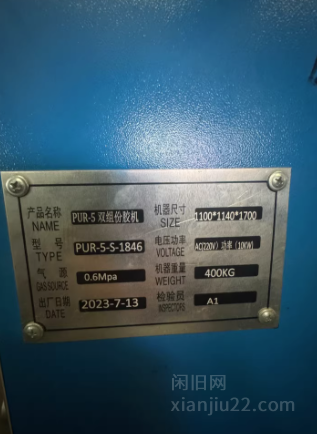 产品名称 PUR-S 双组份胶机 机器尺寸 1100*1140*1700
NAME SIZE
型号 PUR-5-S-1846 电压功率 AC(220V) 功率 (10KW)
TYPE VOLTAGE
气源 0.6Mpa 机器重量 400KG
GAS SOURCE WEIGHT
出厂日期 2023-7-13 检验员 A1
DATE INSPECTORS
闲旧网
xianjiu22.com